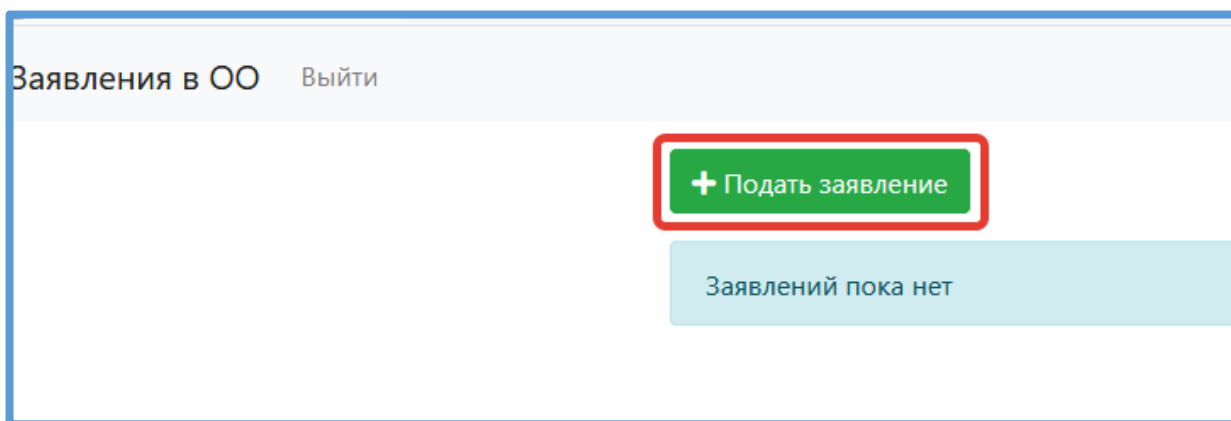 Заявления в ОО Выйти
+ Подать заявление
Заявлений пока нет